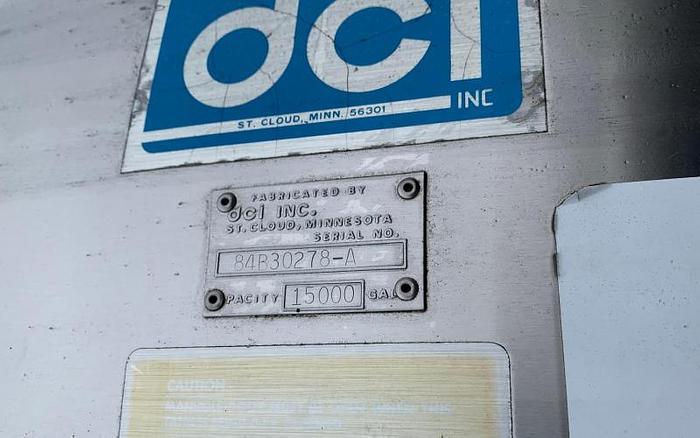 dci
INC
ST. CLOUD, MINN. 56301
FABRICATED BY
dci INC.
ST. CLOUD, MINNESOTA
SERIAL NO.
84B30278-A
PACITY 15000 GAL
CAUTION